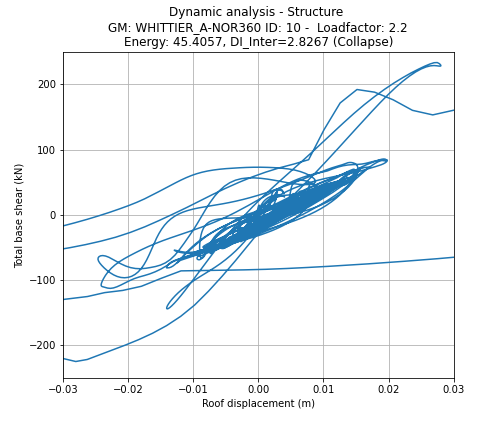 Dynamic analysis - Structure
GM: WHITTIER_A-NOR360 ID: 10 -  Loadfactor: 2.2
Energy: 45.4057, DI_Inter=2.8267 (Collapse)
Total base shear (kN)
200
100
0
−100
−200
−0.03 −0.02 −0.01 0.00 0.01 0.02 0.03
Roof displacement (m)